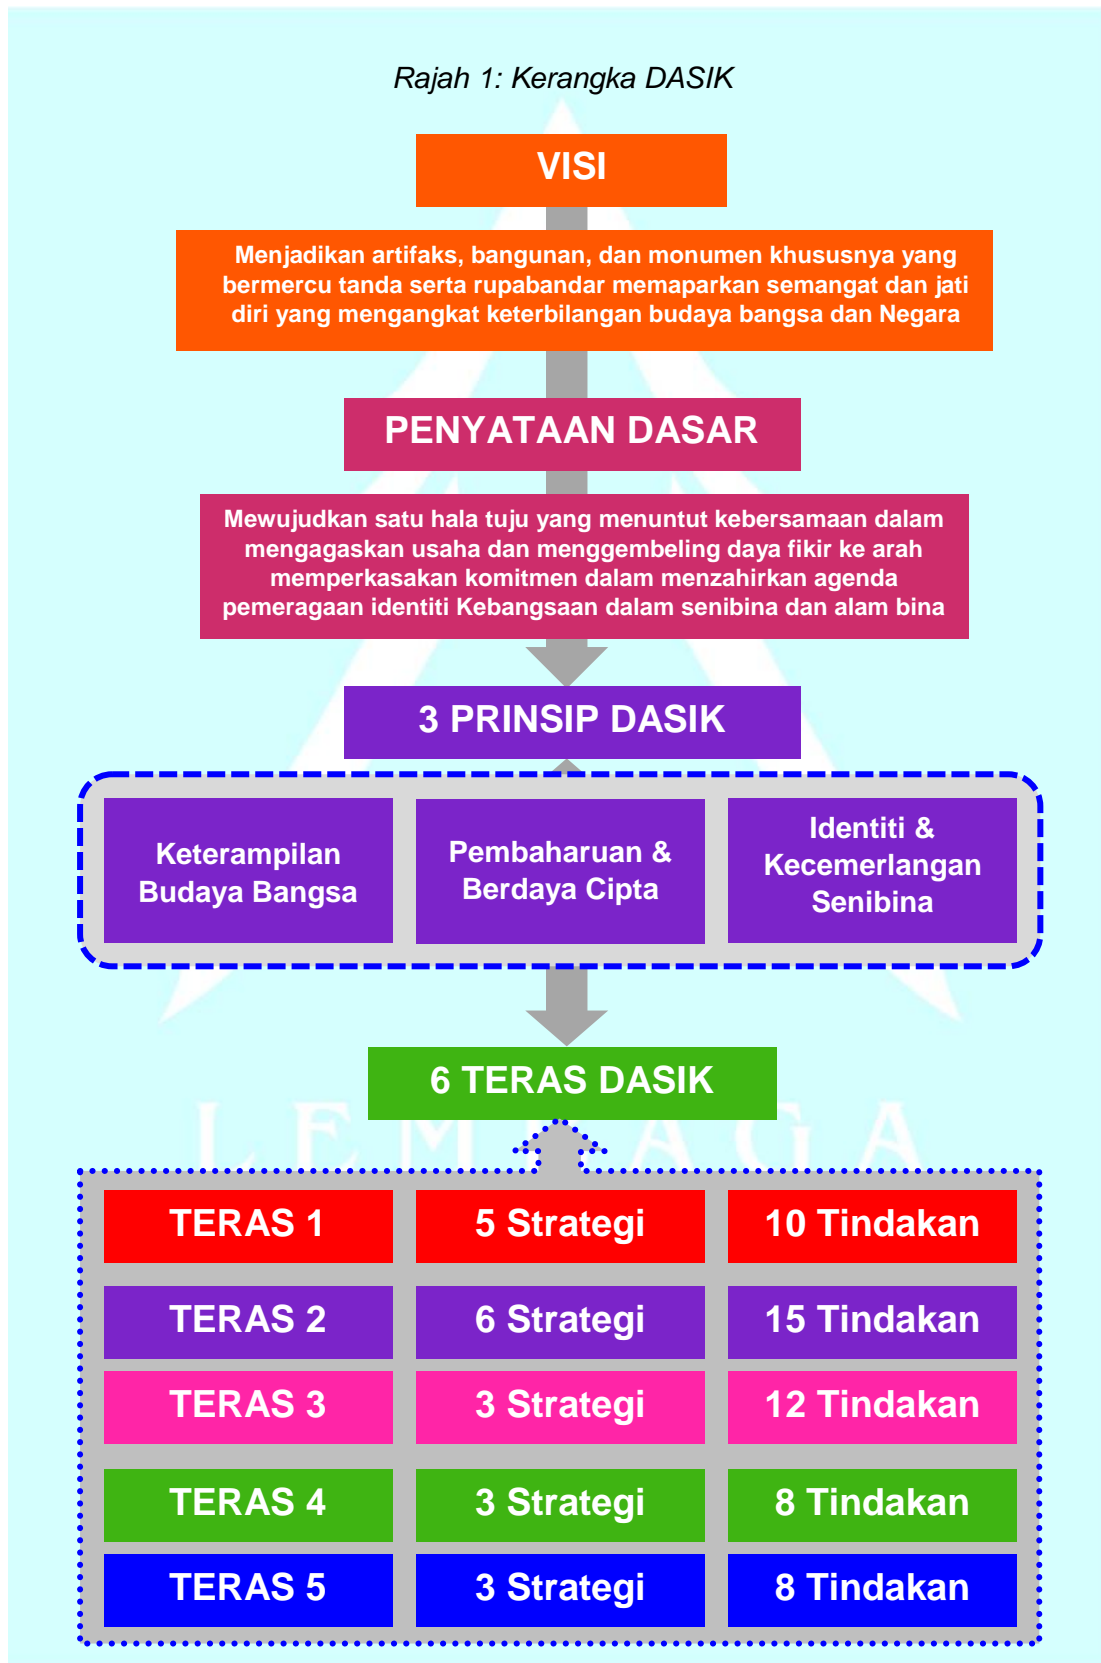 Rajah 1: Kerangka DASIK
VISI
Menjadikan artifaks, bangunan, dan monumen khususnya yang
bermercu tanda serta rupabandar memaparkan semangat dan jati
diri yang mengangkat keterbilangan budaya bangsa dan Negara
PENYATAAN DASAR
Mewujudkan satu hala tuju yang menuntut kebersamaan dalam
mengagaskan usaha dan menggembeling daya fikir ke arah
memperkasakan komitmen dalam menzahirkan agenda
pemeragaan identiti Kebangsaan dalam senibina dan alam bina
3 PRINSIP DASIK
Keterampilan
Budaya Bangsa
Pembaharuan &
Berdaya Cipta
Identiti &
Kecemerlangan
Senibina
6 TERAS DASIK
TERAS 1
5 Strategi
10 Tindakan
TERAS 2
6 Strategi
15 Tindakan
TERAS 3
3 Strategi
12 Tindakan
TERAS 4
3 Strategi
8 Tindakan
TERAS 5
3 Strategi
8 Tindakan